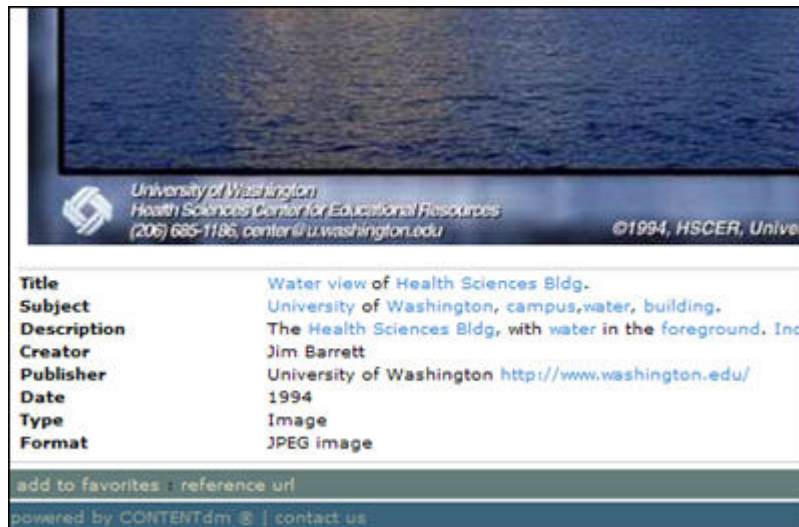 University of Washington
Health Sciences Center for Educational Resources
(206) 685-1186, center@u.washington.edu
©1994, HSCER, Univer
Title Water view of Health Sciences Bldg.
Subject University of Washington, campus,water, building.
Description The Health Sciences Bldg, with water in the foreground. Inc
Creator Jim Barrett
Publisher University of Washington http://www.washington.edu/
Date 1994
Type Image
Format JPEG image
add to favorites : reference url
powered by CONTENTdm ® | contact us